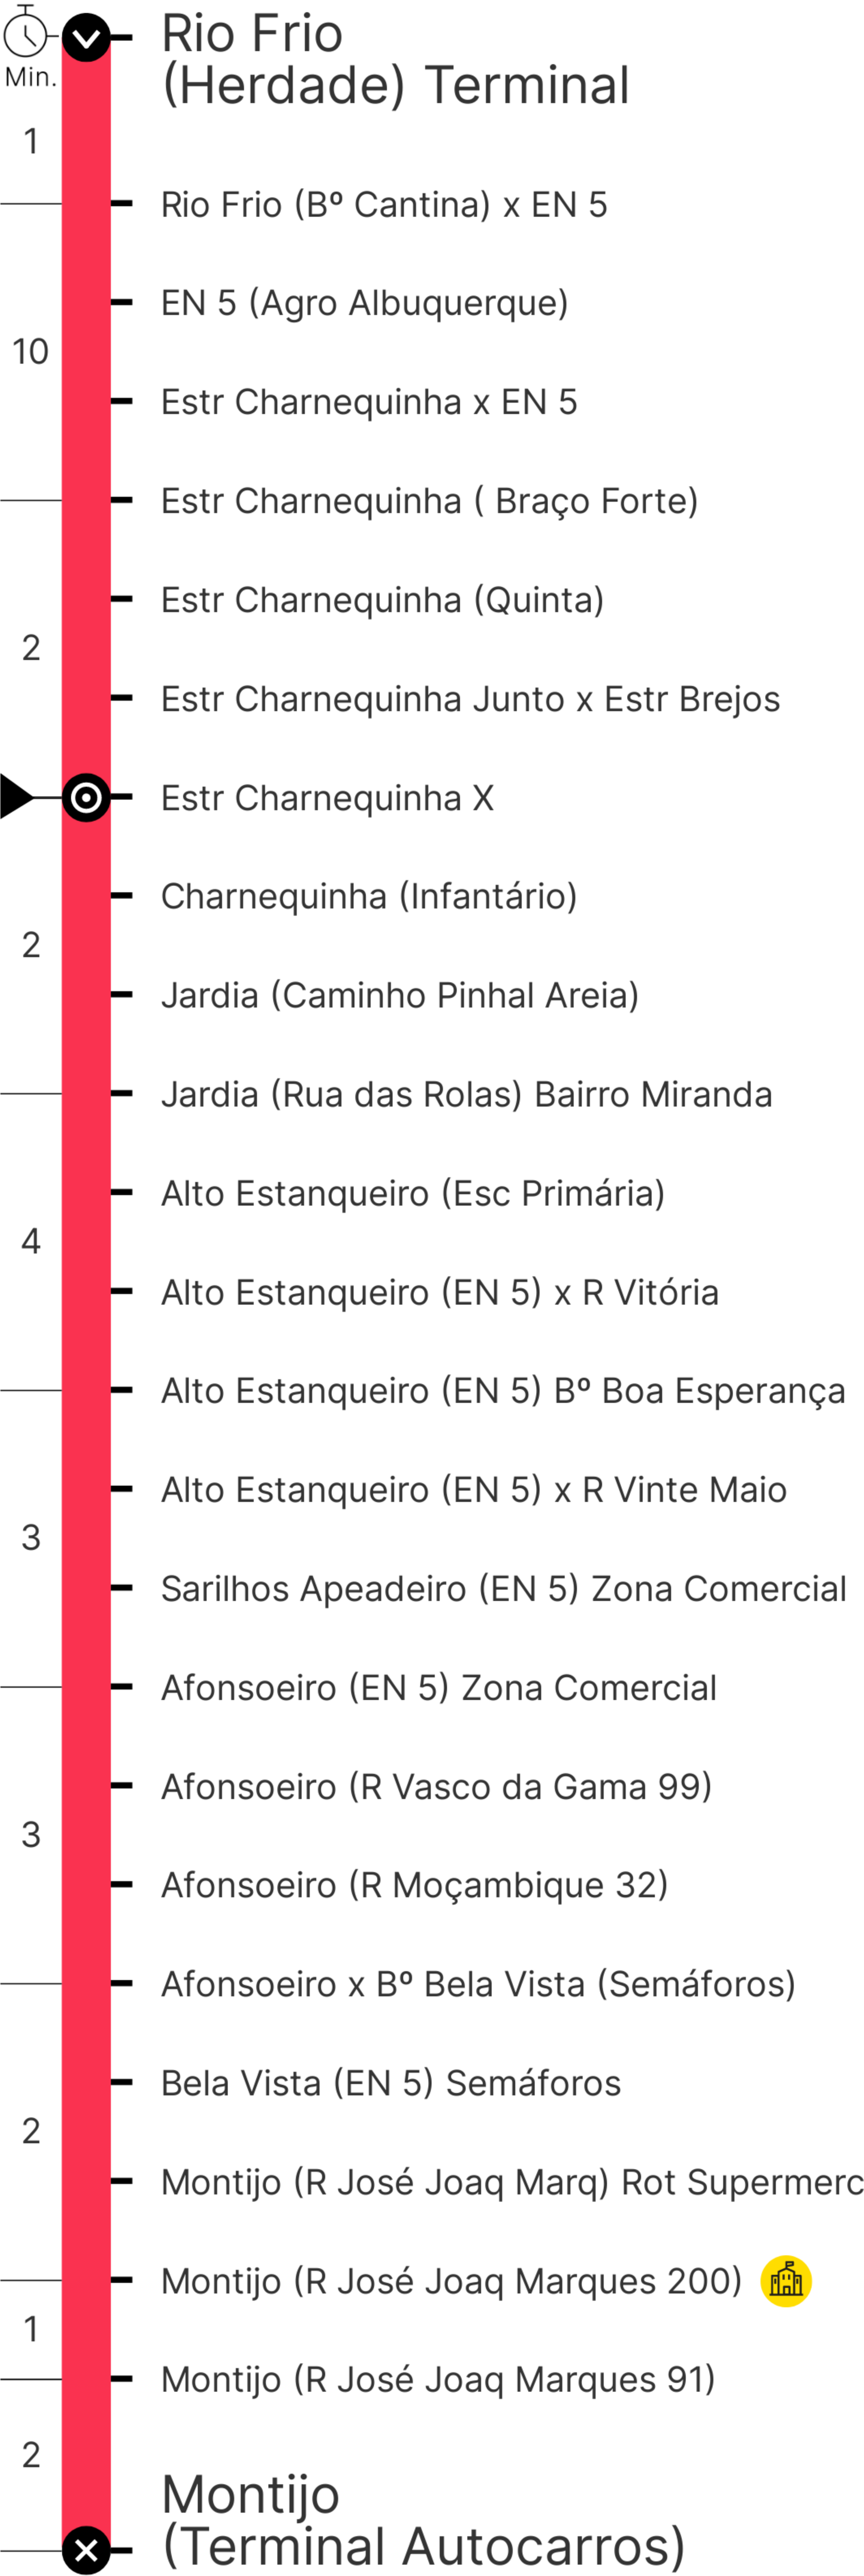 Min.
Rio Frio
(Herdade) Terminal
1
Rio Frio (Bº Cantina) x EN 5
EN 5 (Agro Albuquerque)
10
Estr Charnequinha x EN 5
Estr Charnequinha ( Braço Forte)
Estr Charnequinha (Quinta)
2
Estr Charnequinha Junto x Estr Brejos
Estr Charnequinha X
Charnequinha (Infantário)
2
Jardia (Caminho Pinhal Areia)
Jardia (Rua das Rolas) Bairro Miranda
Alto Estanqueiro (Esc Primária)
4
Alto Estanqueiro (EN 5) x R Vitória
Alto Estanqueiro (EN 5) Bº Boa Esperança
Alto Estanqueiro (EN 5) x R Vinte Maio
3
Sarilhos Apeadeiro (EN 5) Zona Comercial
Afonsoeiro (EN 5) Zona Comercial
Afonsoeiro (R Vasco da Gama 99)
3
Afonsoeiro (R Moçambique 32)
Afonsoeiro x Bº Bela Vista (Semáforos)
Bela Vista (EN 5) Semáforos
2
Montijo (R José Joaq Marq) Rot Supermerc
Montijo (R José Joaq Marques 200)
1
Montijo (R José Joaq Marques 91)
2
Montijo
(Terminal Autocarros)